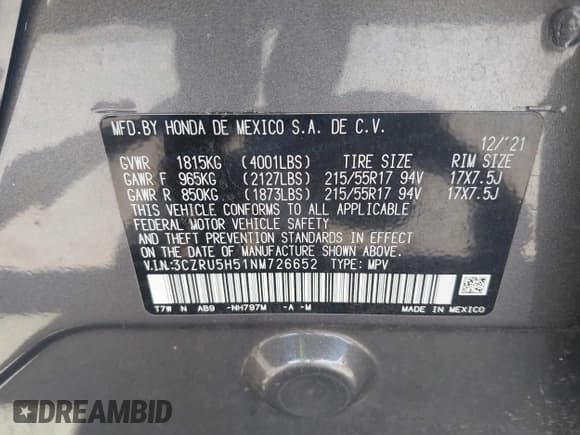 MFD.BY HONDA DE MEXICO S.A. DE C.V.
12/'21
GVWR 1815KG (4001LBS) TIRE SIZE RIM SIZE
GAWR F 965KG (2127LBS) 215/55R17 94V 17X7.5J
GAWR R 850KG (1873LBS) 215/55R17 94V 17X7.5J
THIS VEHICLE CONFORMS TO ALL APPLICABLE
FEDERAL MOTOR VEHICLE SAFETY
AND THEFT PREVENTION STANDARDS IN EFFECT
ON THE DATE OF MANUFACTURE SHOWN ABOVE.
V.I.N:3CZRU5H51NM726652 TYPE: MPV
T7W N AB9 -NH797M -A -M MADE IN MEXICO
DREAMBID